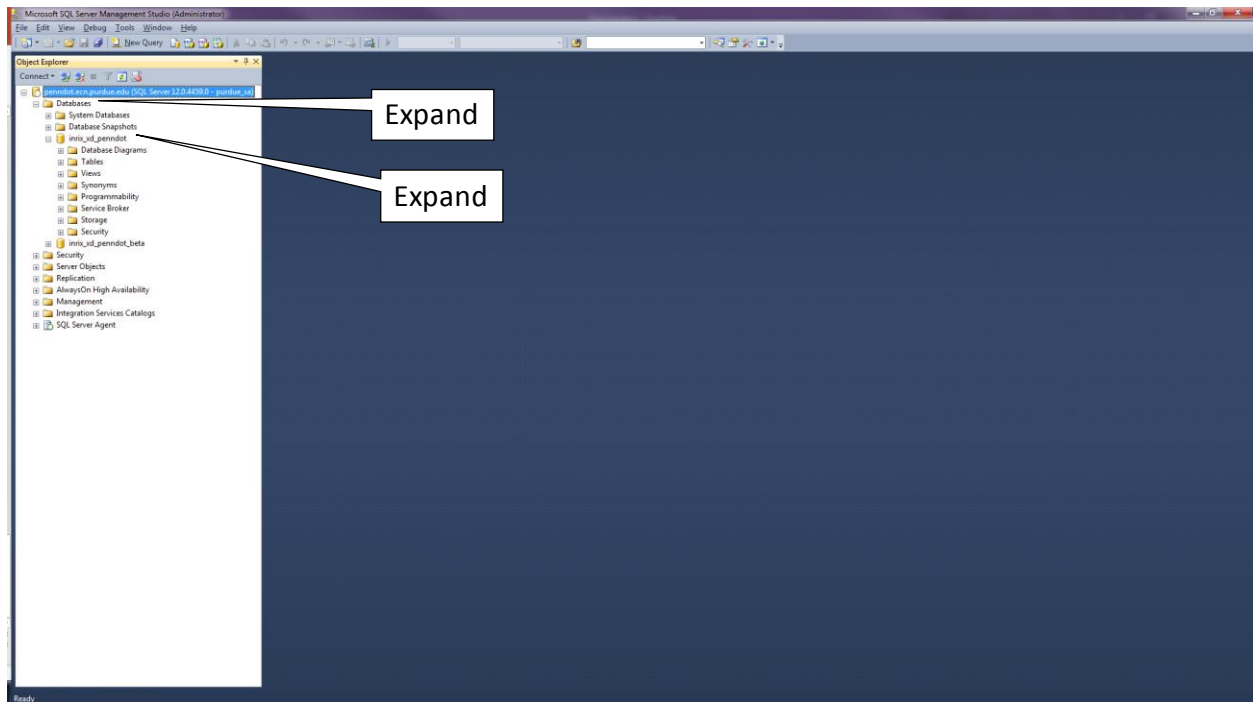 Microsoft SQL Server Management Studio (Administrator)
File Edit View Debug Tools Window Help
New Query
Object Explorer
Connect
penndot.ecn.purdue.edu (SQL Server 12.0.4459.0 - purdue_sa)
Databases
System Databases
Database Snapshots
inrix_xd_penndot
Database Diagrams
Tables
Views
Synonyms
Programmability
Service Broker
Storage
Security
inrix_xd_penndot_beta
Security
Server Objects
Replication
AlwaysOn High Availability
Management
Integration Services Catalogs
SQL Server Agent
Expand
Expand
Ready